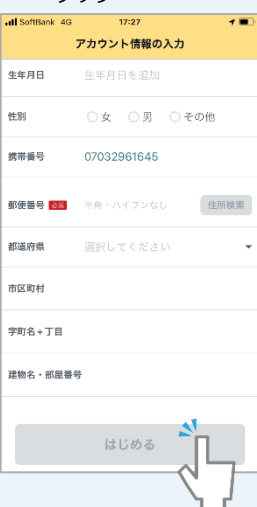 SoftBank 4G 17:27
アカウント情報の入力
生年月日 生年月日を追加
性別 女 男 その他
携帯番号 07032961645
郵便番号 必須 半角・ハイフンなし 住所検索
都道府県 選択してください
市区町村
字町名+丁目
建物名・部屋番号
はじめる